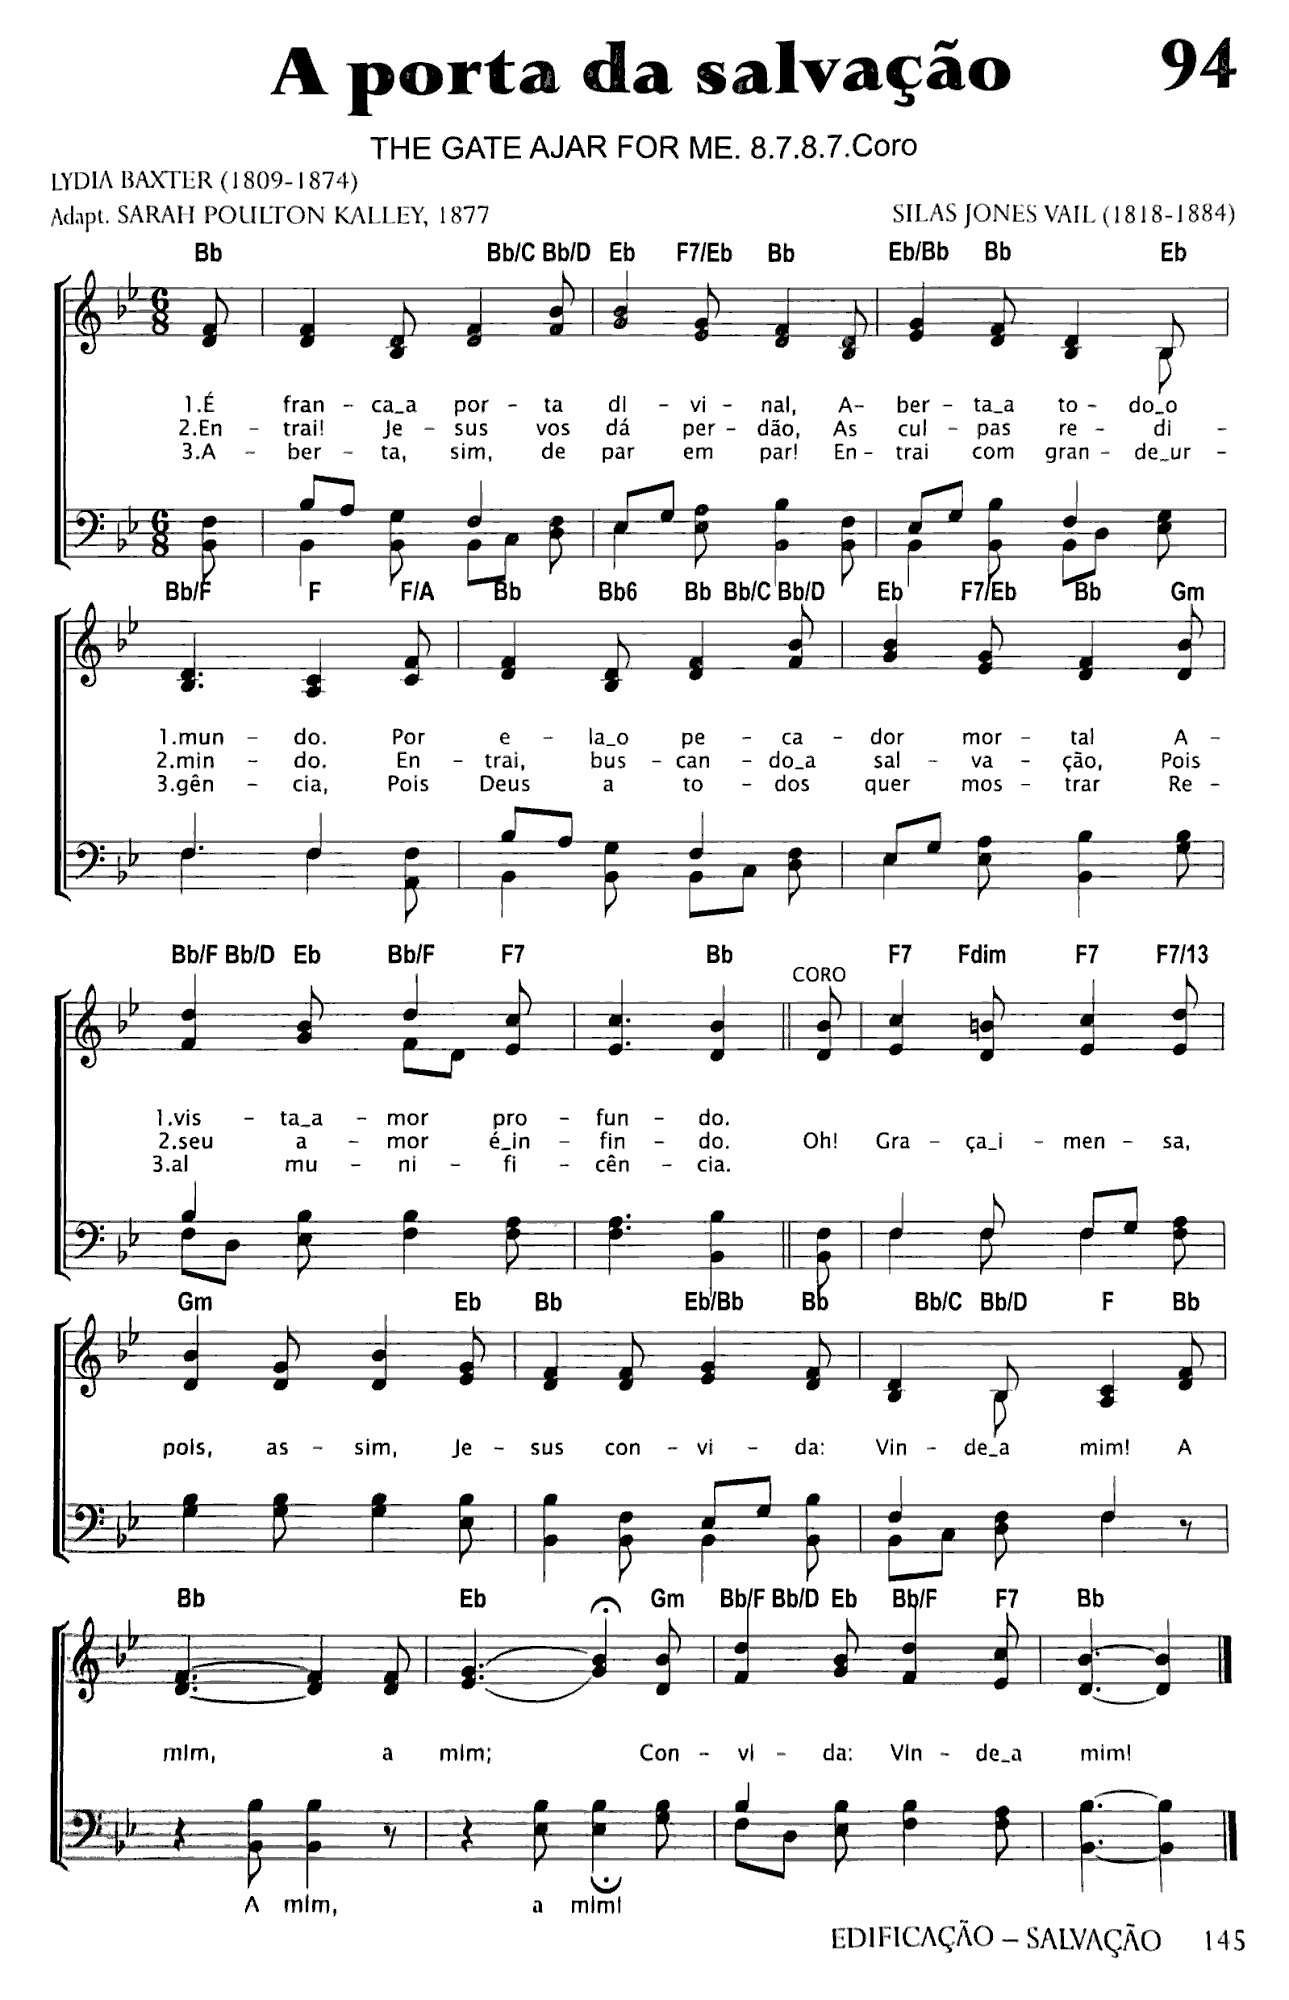 A porta da salvação 94
THE GATE AJAR FOR ME. 8.7.8.7.Coro
LYDIA BAXTER (1809-1874)
Adapt. SARAH POULTON KALLEY, 1877 SILAS JONES VAIL (1818-1884)
Bb Bb/C Bb/D Eb F7/Eb Bb Eb/Bb Bb Eb
6 8
1.É fran - ca_a por - ta di - vi - nal, A- ber - ta_a to - do_o
2.En - trai! Je - sus vos dá per - dão, As cul - pas re - di -
3.A - ber - ta, sim, de par em par! En - trai com gran - de_ur -
6 8
Bb/F F F/A Bb Bb6 Bb Bb/C Bb/D Eb F7/Eb Bb Gm
1.mun - do. Por e - la_o pe - ca - dor mor - tal A -
2.min - do. En - trai, bus - can - do_a sal - va - ção, Pois
3.gên - cia, Pois Deus a to - dos quer mos - trar Re -
Bb/F Bb/D Eb Bb/F F7 Bb CORO F7 Fdim F7 F7/13
1.vis - ta_a - mor pro - fun - do.
2.seu a - mor é_in - fin - do. Oh! Gra - ça_i - men - sa,
3.al mu - ni - fi - cên - cia.
Gm Eb Bb Eb/Bb Bb Bb/C Bb/D F Bb
pois, as - sim, Je - sus con - vi - da: Vin - de_a mim! A
Bb Eb Gm Bb/F Bb/D Eb Bb/F F7 Bb
mim, a mim; Con - vi - da: Vin - de_a mim!
A mim, a mim!
EDIFICAÇÃO – SALVAÇÃO 145